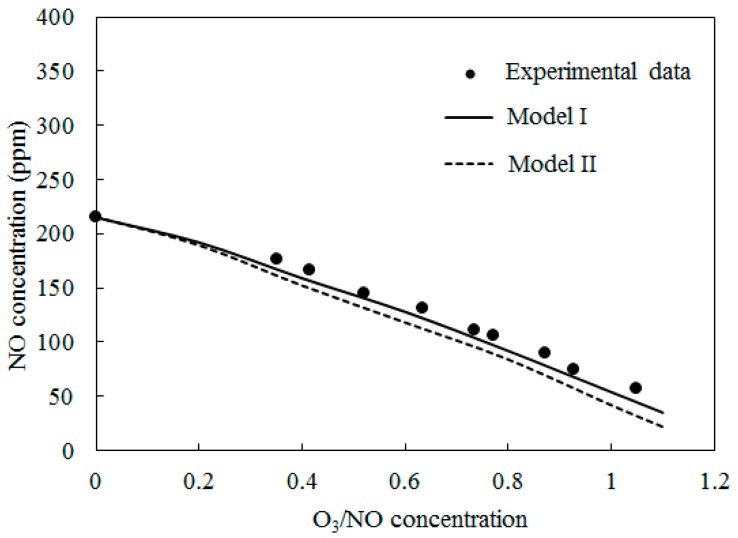 400
350
300
250
200
150
100
50
0
NO concentration (ppm)
Experimental data
Model I
Model II
0 0.2 0.4 0.6 0.8 1 1.2
O₃/NO concentration